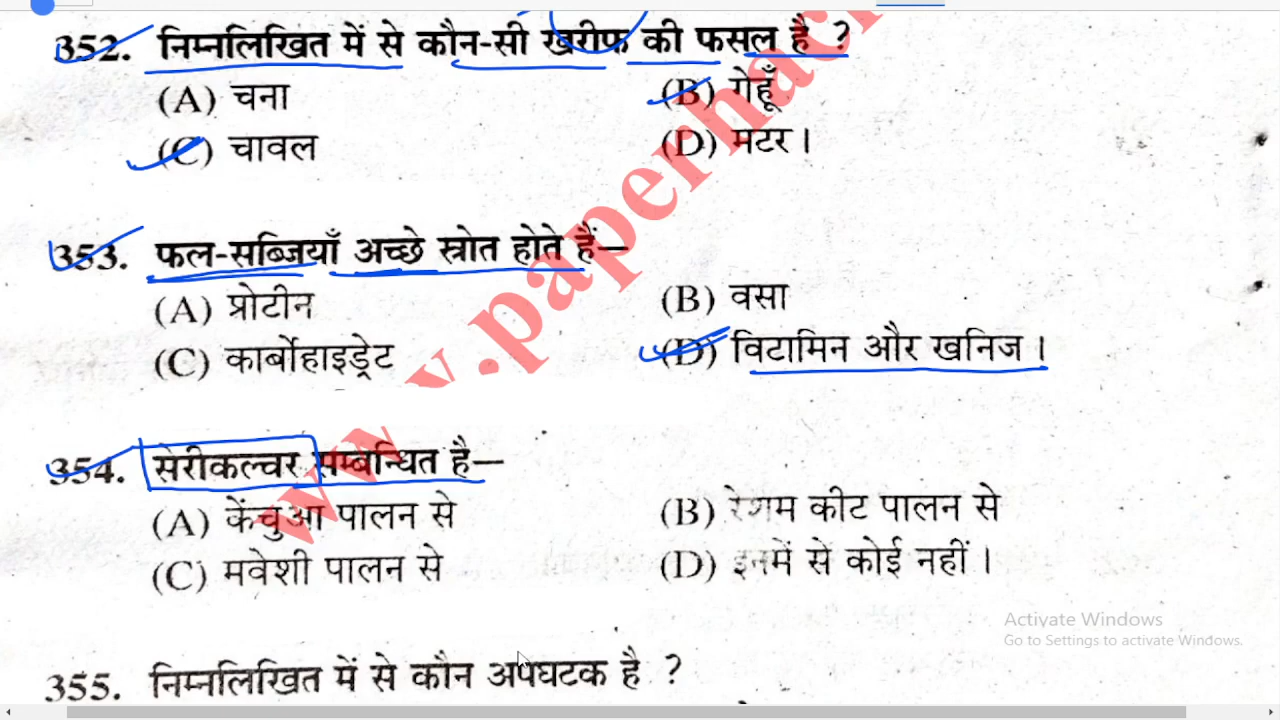 352. निम्नलिखित में से कौन-सी खरीफ की फसल है ?
(A) चना (B) गेहूँ
(C) चावल (D) मटर।
353. फल-सब्जियाँ अच्छे स्रोत होते हैं—
(A) प्रोटीन (B) वसा
(C) कार्बोहाइड्रेट (D) विटामिन और खनिज।
354. सेरीकल्चर सम्बन्धित है—
(A) केंचुआ पालन से (B) रेशम कीट पालन से
(C) मवेशी पालन से (D) इनमें से कोई नहीं।
355. निम्नलिखित में से कौन अपघटक है ?
www.paperhac
Activate Windows
Go to Settings to activate Windows.